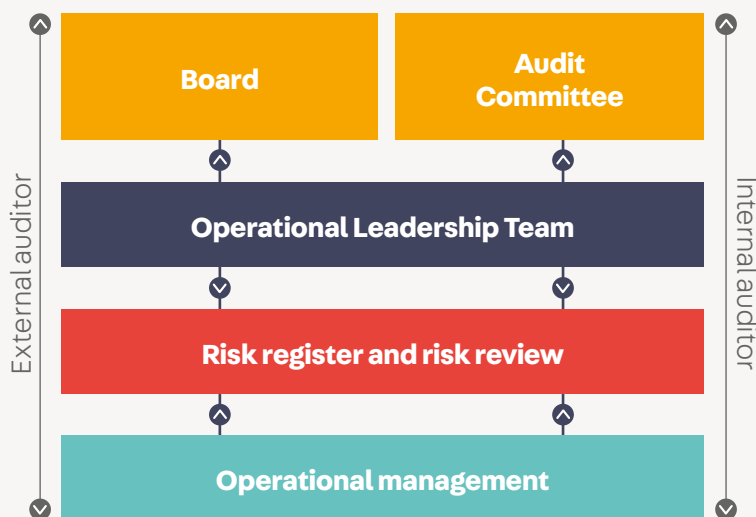 Board
Audit
Committee
External auditor
Internal auditor
Operational Leadership Team
Risk register and risk review
Operational management